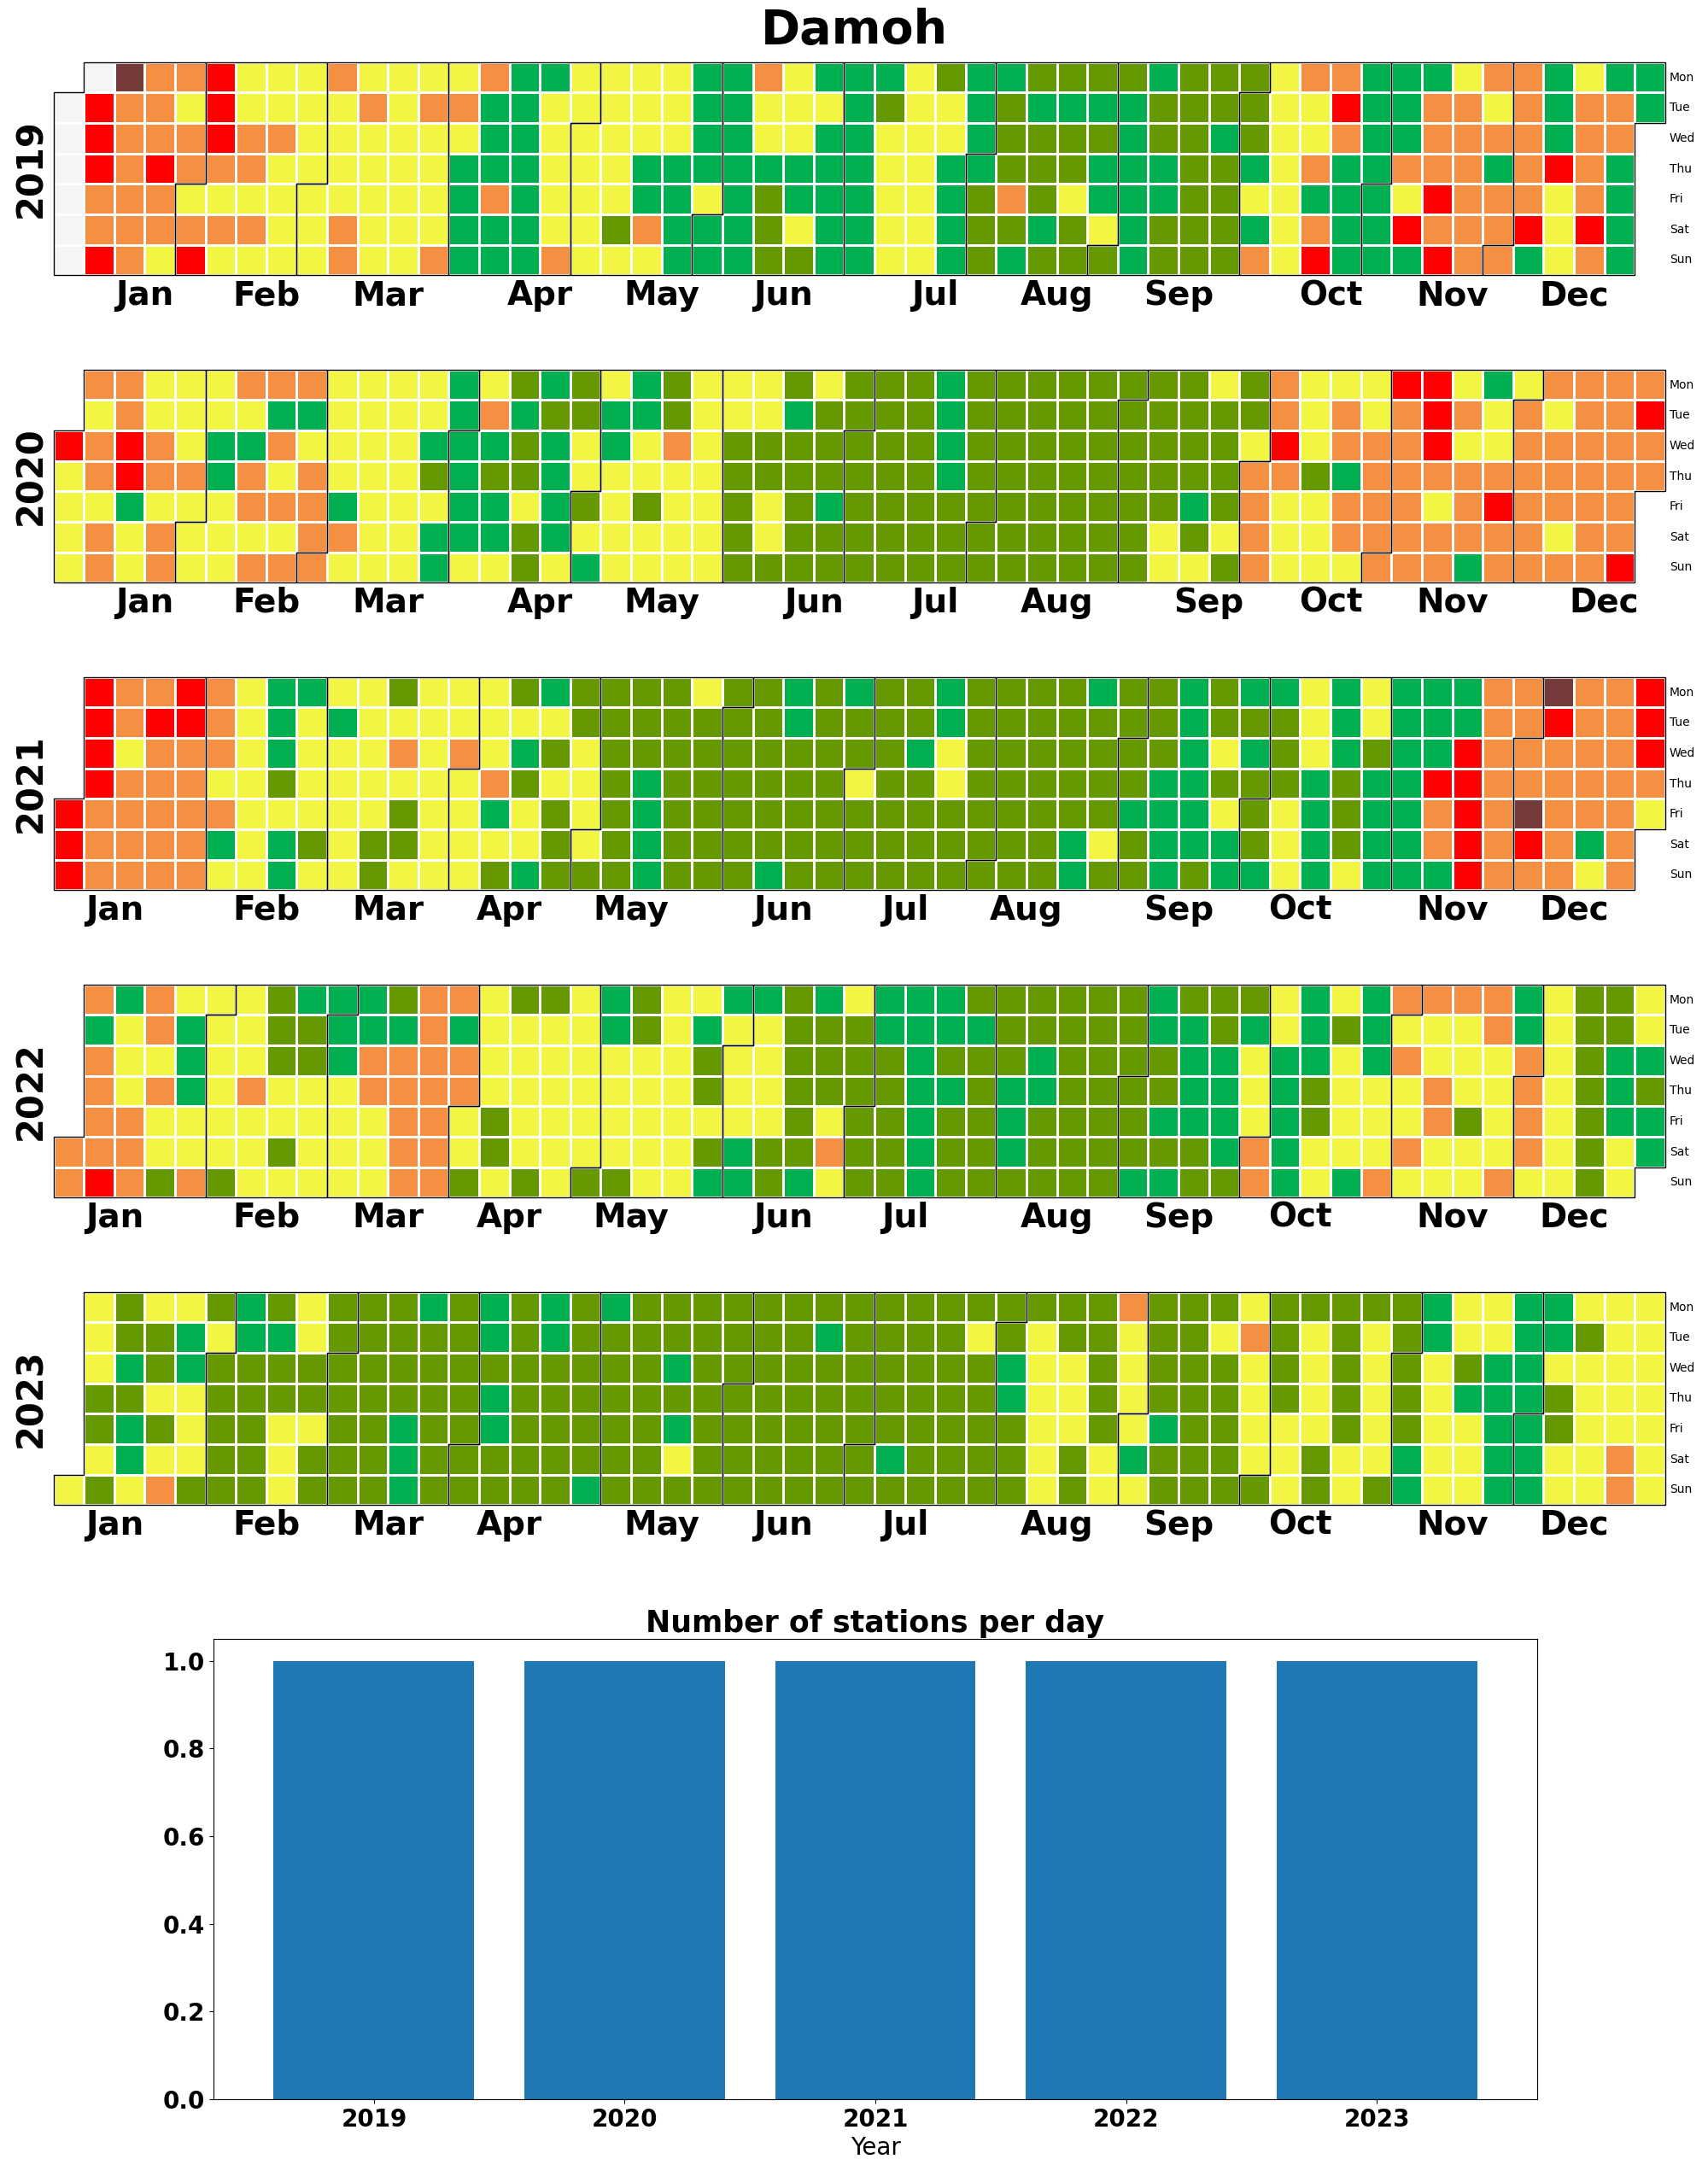 Damoh
2019
Mon
Tue
Wed
Thu
Fri
Sat
Sun
Jan Feb Mar Apr May Jun Jul Aug Sep Oct Nov Dec
2020
Mon
Tue
Wed
Thu
Fri
Sat
Sun
Jan Feb Mar Apr May Jun Jul Aug Sep Oct Nov Dec
2021
Mon
Tue
Wed
Thu
Fri
Sat
Sun
Jan Feb Mar Apr May Jun Jul Aug Sep Oct Nov Dec
2022
Mon
Tue
Wed
Thu
Fri
Sat
Sun
Jan Feb Mar Apr May Jun Jul Aug Sep Oct Nov Dec
2023
Mon
Tue
Wed
Thu
Fri
Sat
Sun
Jan Feb Mar Apr May Jun Jul Aug Sep Oct Nov Dec
Number of stations per day
1.0
0.8
0.6
0.4
0.2
0.0
2019 2020 2021 2022 2023
Year